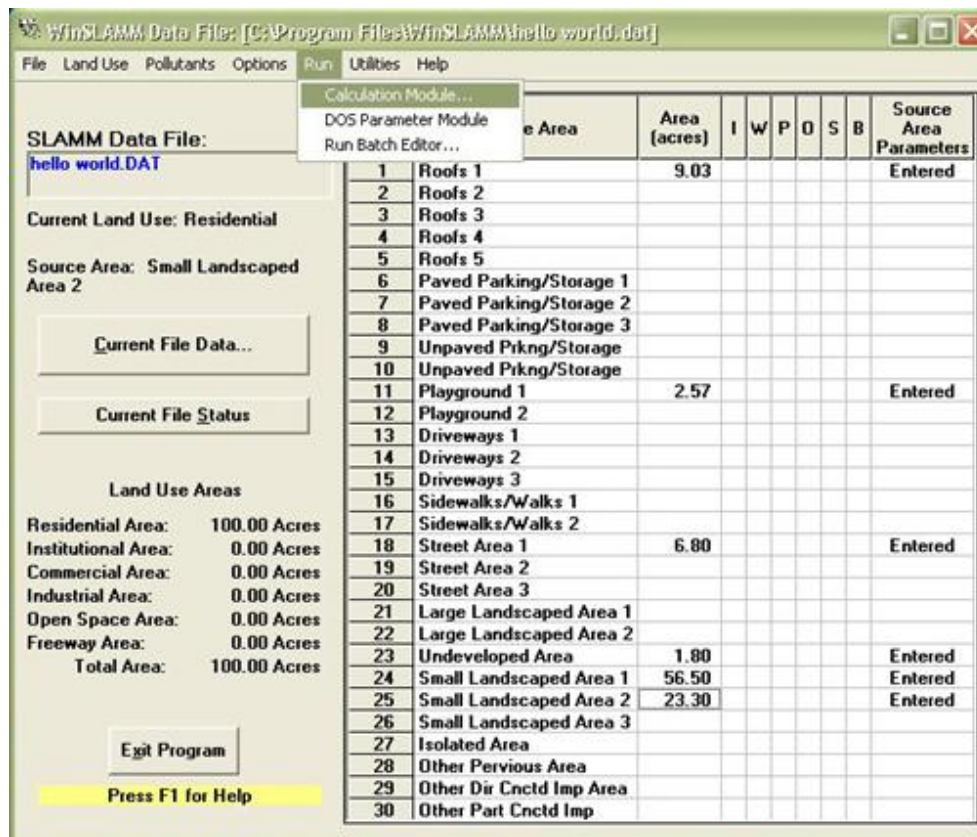 WinSLAMM Data File: [C:\Program Files\WinSLAMM\hello world.dat]
File Land Use Pollutants Options Run Utilities Help
Calculation Module...
DOS Parameter Module
Run Batch Editor...
SLAMM Data File:
hello world.DAT
Current Land Use: Residential
Source Area: Small Landscaped
Area 2
Current File Data...
Current File Status
Land Use Areas
Residential Area: 100.00 Acres
Institutional Area: 0.00 Acres
Commercial Area: 0.00 Acres
Industrial Area: 0.00 Acres
Open Space Area: 0.00 Acres
Freeway Area: 0.00 Acres
Total Area: 100.00 Acres
Exit Program
Press F1 for Help
e Area Area (acres) I W P O S B Source Area Parameters
1 Roofs 1 9.03 Entered
2 Roofs 2
3 Roofs 3
4 Roofs 4
5 Roofs 5
6 Paved Parking/Storage 1
7 Paved Parking/Storage 2
8 Paved Parking/Storage 3
9 Unpaved Prkng/Storage
10 Unpaved Prkng/Storage
11 Playground 1 2.57 Entered
12 Playground 2
13 Driveways 1
14 Driveways 2
15 Driveways 3
16 Sidewalks/Walks 1
17 Sidewalks/Walks 2
18 Street Area 1 6.80 Entered
19 Street Area 2
20 Street Area 3
21 Large Landscaped Area 1
22 Large Landscaped Area 2
23 Undeveloped Area 1.80 Entered
24 Small Landscaped Area 1 56.50 Entered
25 Small Landscaped Area 2 23.30 Entered
26 Small Landscaped Area 3
27 Isolated Area
28 Other Pervious Area
29 Other Dir Cnctd Imp Area
30 Other Part Cnctd Imp